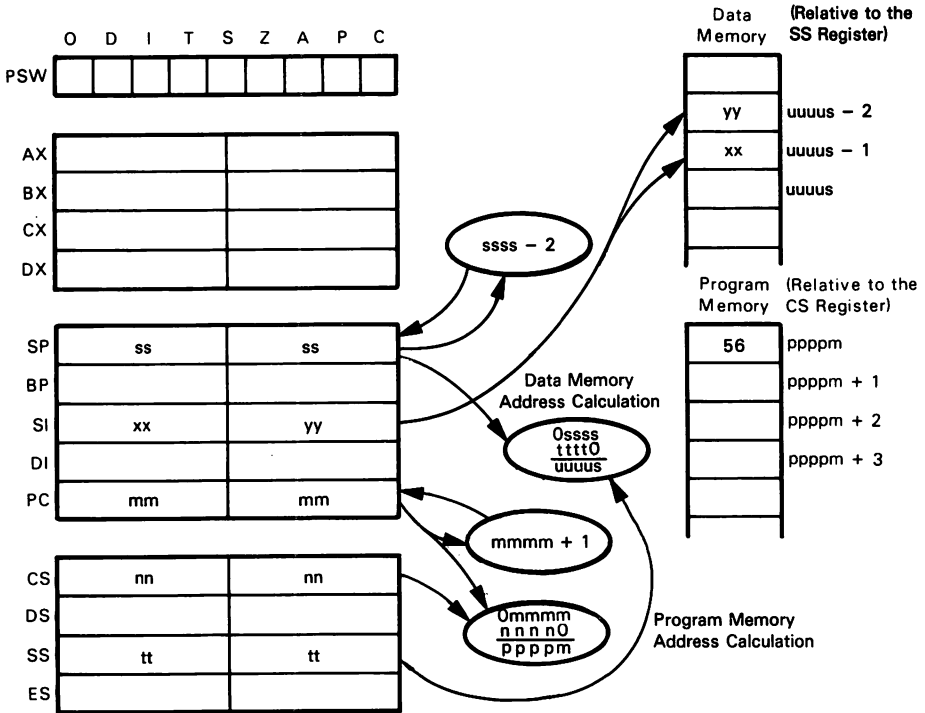 O D I T S Z A P C
PSW
AX
BX
CX
DX
SP ss ss
BP
SI xx yy
DI
PC mm mm
CS nn nn
DS
SS tt tt
ES
ssss - 2
Data Memory
Address Calculation
0ssss
tttt0
uuuus
mmmm + 1
0mmmm
n n n n0
p p p pm
Program Memory
Address Calculation
Data
Memory
(Relative to the
SS Register)
yy uuuus - 2
xx uuuus - 1
uuuus
Program
Memory
(Relative to the
CS Register)
56 ppppm
ppppm + 1
ppppm + 2
ppppm + 3